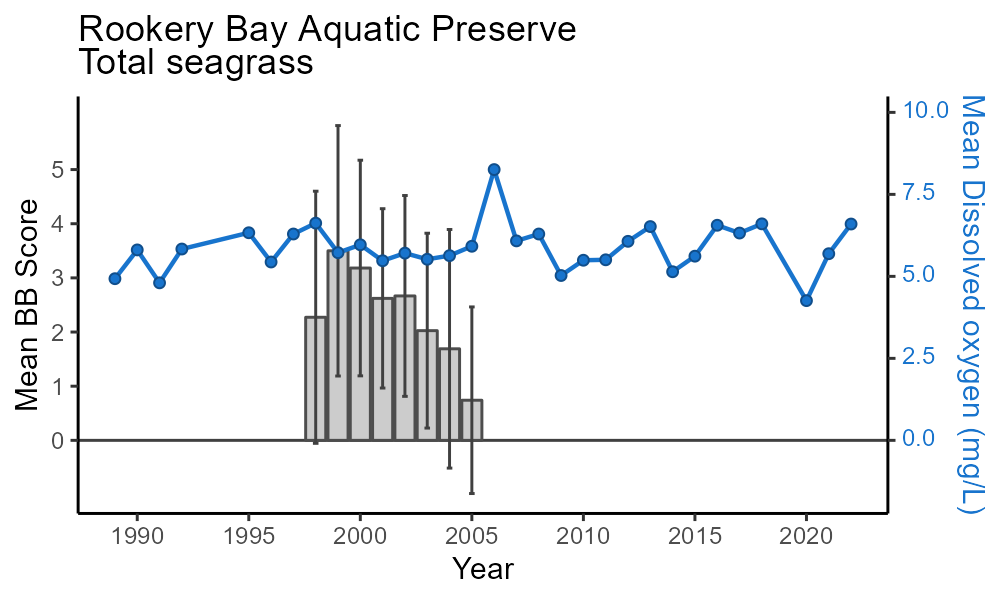 Rookery Bay Aquatic Preserve
Total seagrass
Mean BB Score
5
4
3
2
1
0
10.0
7.5
5.0
2.5
0.0
Mean Dissolved oxygen (mg/L)
1990 1995 2000 2005 2010 2015 2020
Year